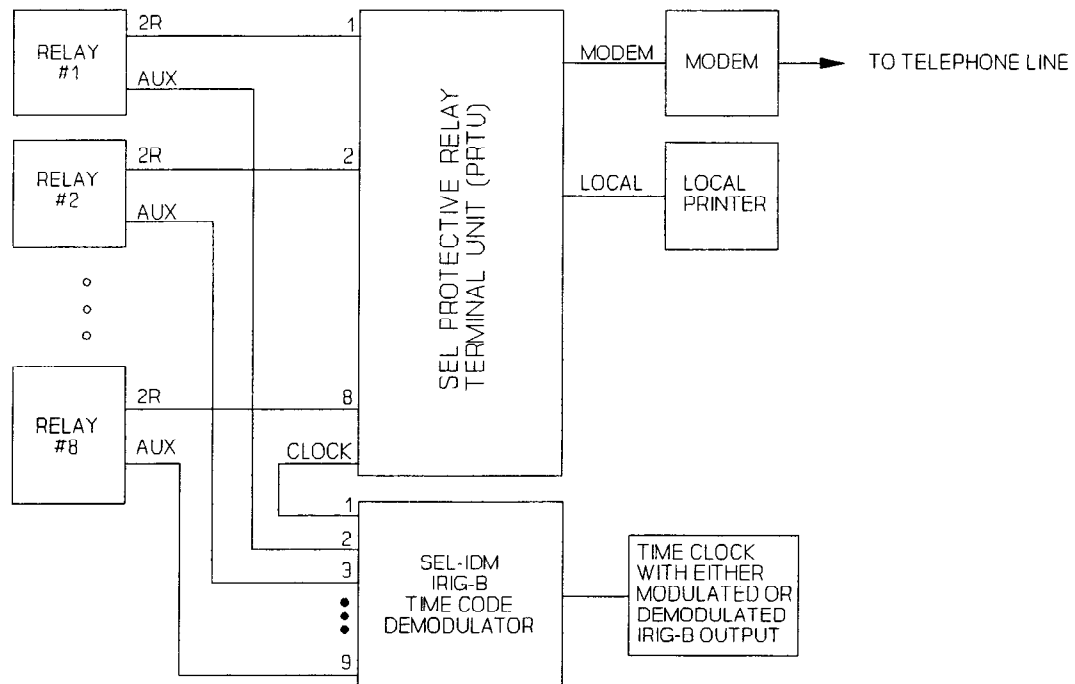 RELAY
#1
2R
AUX
1
RELAY
#2
2R
AUX
2
RELAY
#8
2R
AUX
8
CLOCK
SEL PROTECTIVE RELAY
TERMINAL UNIT (PRTU)
MODEM
MODEM
TO TELEPHONE LINE
LOCAL
LOCAL
PRINTER
1
2
3
9
SEL-IDM
IRIG-B
TIME CODE
DEMODULATOR
TIME CLOCK
WITH EITHER
MODULATED OR
DEMODULATED
IRIG-B OUTPUT